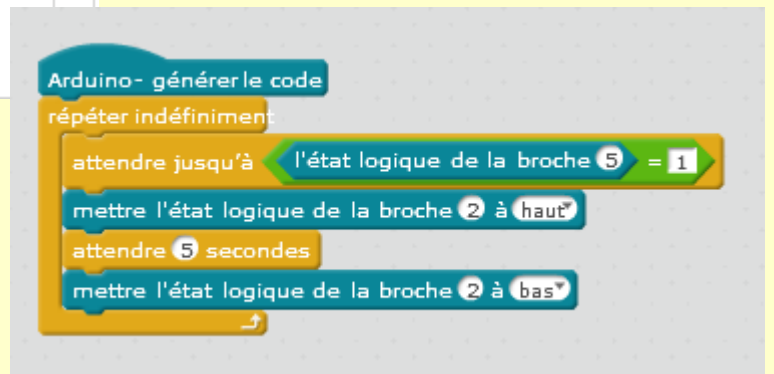 Arduino- générer le code
répéter indéfiniment
attendre jusqu'à l'état logique de la broche 5 = 1
mettre l'état logique de la broche 2 à haut
attendre 5 secondes
mettre l'état logique de la broche 2 à bas